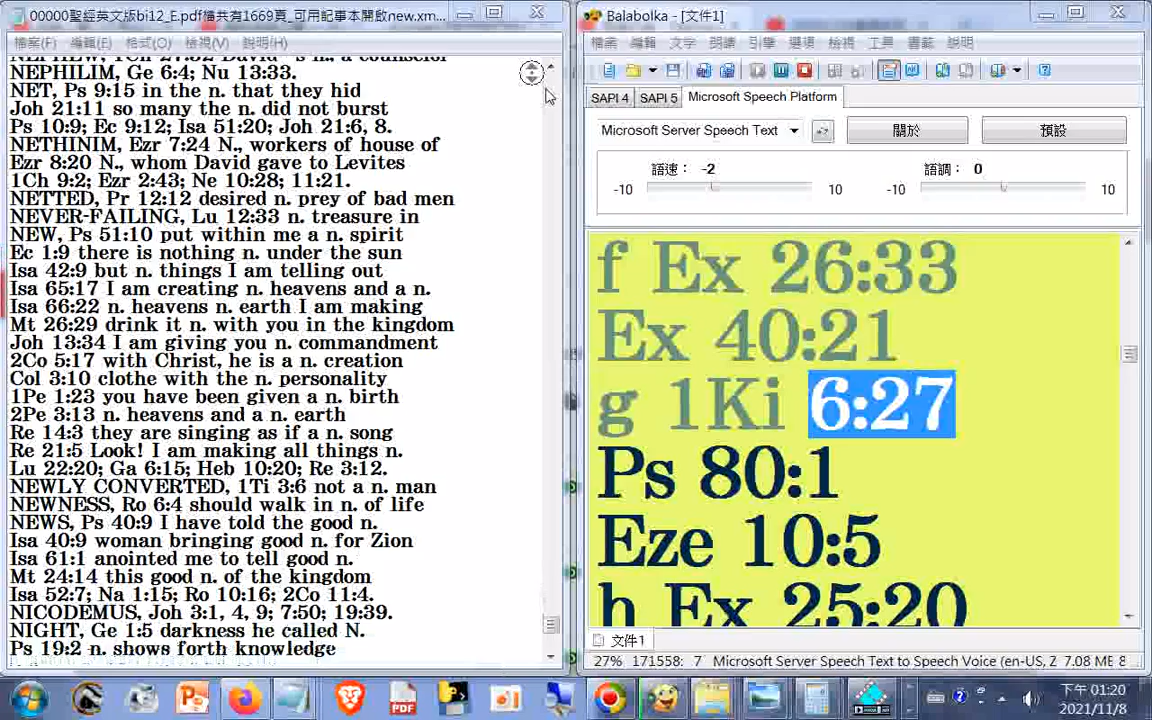 00000聖經英文版bi12_E.pdf檔共有1669頁_可用記事本開啟new.xm...
檔案(F) 編輯(E) 格式(O) 檢視(V) 說明(H)
NEPHEW, 1Ch 27:32 David's n., a counselor
NEPHILIM, Ge 6:4; Nu 13:33.
NET, Ps 9:15 in the n. that they hid
Joh 21:11 so many the n. did not burst
Ps 10:9; Ec 9:12; Isa 51:20; Joh 21:6, 8.
NETHINIM, Ezr 7:24 N., workers of house of
Ezr 8:20 N., whom David gave to Levites
1Ch 9:2; Ezr 2:43; Ne 10:28; 11:21.
NETTED, Pr 12:12 desired n. prey of bad men
NEVER-FAILING, Lu 12:33 n. treasure in
NEW, Ps 51:10 put within me a n. spirit
Ec 1:9 there is nothing n. under the sun
Isa 42:9 but n. things I am telling out
Isa 65:17 I am creating n. heavens and a n.
Isa 66:22 n. heavens n. earth I am making
Mt 26:29 drink it n. with you in the kingdom
Joh 13:34 I am giving you n. commandment
2Co 5:17 with Christ, he is a n. creation
Col 3:10 clothe with the n. personality
1Pe 1:23 you have been given a n. birth
2Pe 3:13 n. heavens and a n. earth
Re 14:3 they are singing as if a n. song
Re 21:5 Look! I am making all things n.
Lu 22:20; Ga 6:15; Heb 10:20; Re 3:12.
NEWLY CONVERTED, 1Ti 3:6 not a n. man
NEWNESS, Ro 6:4 should walk in n. of life
NEWS, Ps 40:9 I have told the good n.
Isa 40:9 woman bringing good n. for Zion
Isa 61:1 anointed me to tell good n.
Mt 24:14 this good n. of the kingdom
Isa 52:7; Na 1:15; Ro 10:16; 2Co 11:4.
NICODEMUS, Joh 3:1, 4, 9; 7:50; 19:39.
NIGHT, Ge 1:5 darkness he called N.
Ps 19:2 n. shows forth knowledge
Balabolka - [文件1]
檔案 編輯 文字 朗讀 引擎 選項 檢視 工具 書籤 說明
SAPI 4 SAPI 5 Microsoft Speech Platform
Microsoft Server Speech Text 關於 預設
語速: -2 語調: 0
-10 10 -10 10
f Ex 26:33
Ex 40:21
g 1Ki 6:27
Ps 80:1
Eze 10:5
h Ex 25:20
文件1
27% 171558: 7 Microsoft Server Speech Text to Speech Voice (en-US, Z 7.08 MB 8
PDF
下午 01:20
2021/11/8